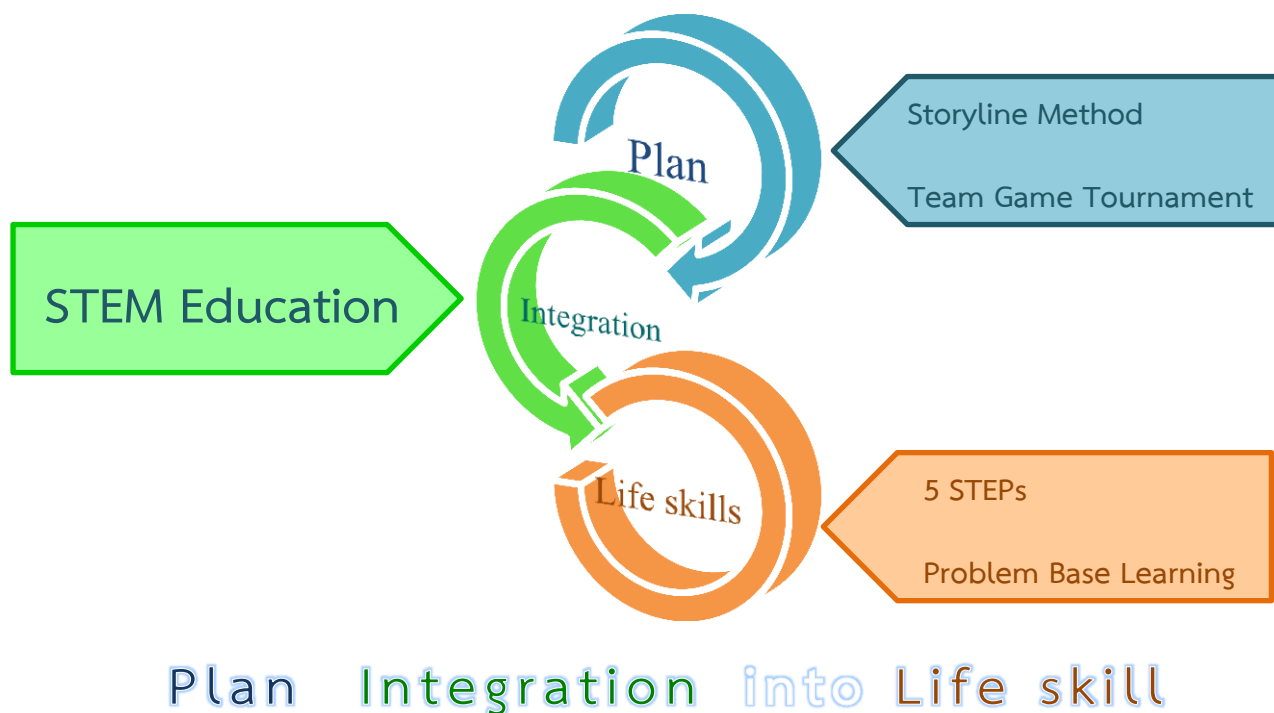 Plan
Storyline Method
Team Game Tournament
STEM Education
Integration
Life skills
5 STEPs
Problem Base Learning
Plan Integration into Life skill